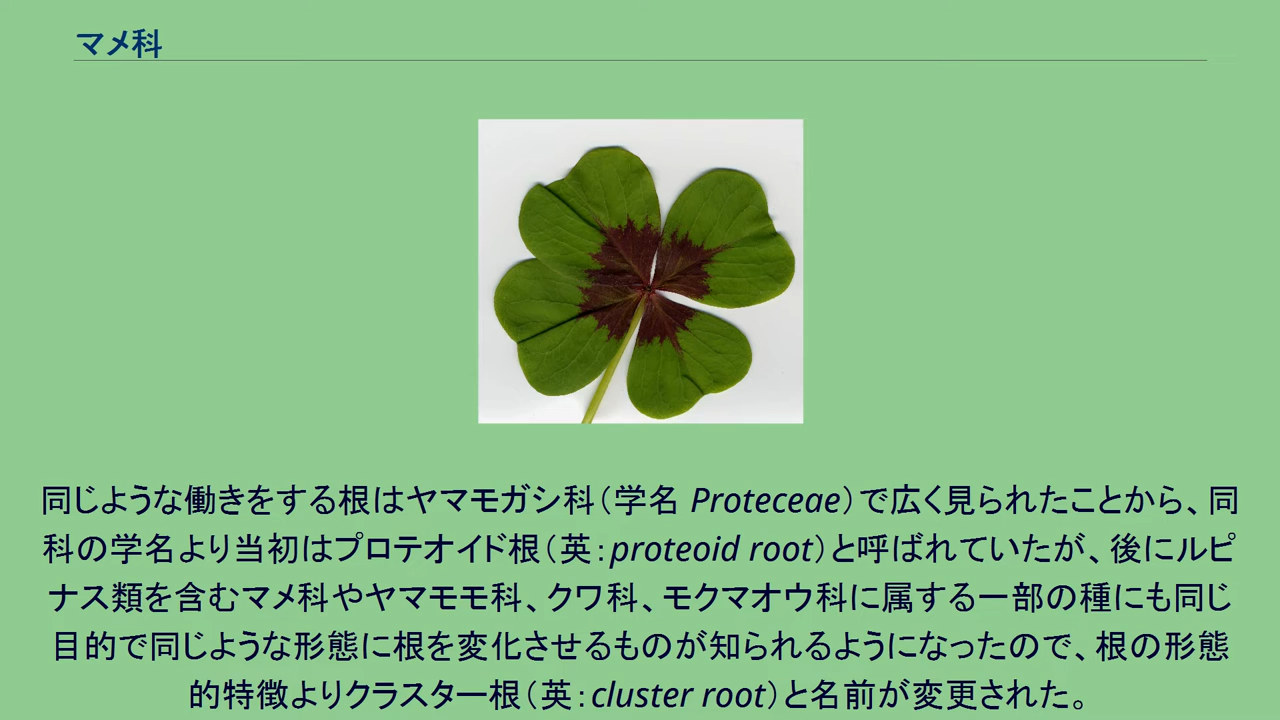 マメ科
同じような働きをする根はヤマモガシ科（学名 Proteceae）で広く見られたことから、同
科の学名より当初はプロテオイド根（英：proteoid root）と呼ばれていたが、後にルピ
ナス類を含むマメ科やヤマモモ科、クワ科、モクマオウ科に属する一部の種にも同じ
目的で同じような形態に根を変化させるものが知られるようになったので、根の形態
的特徴よりクラスター根（英：cluster root）と名前が変更された。